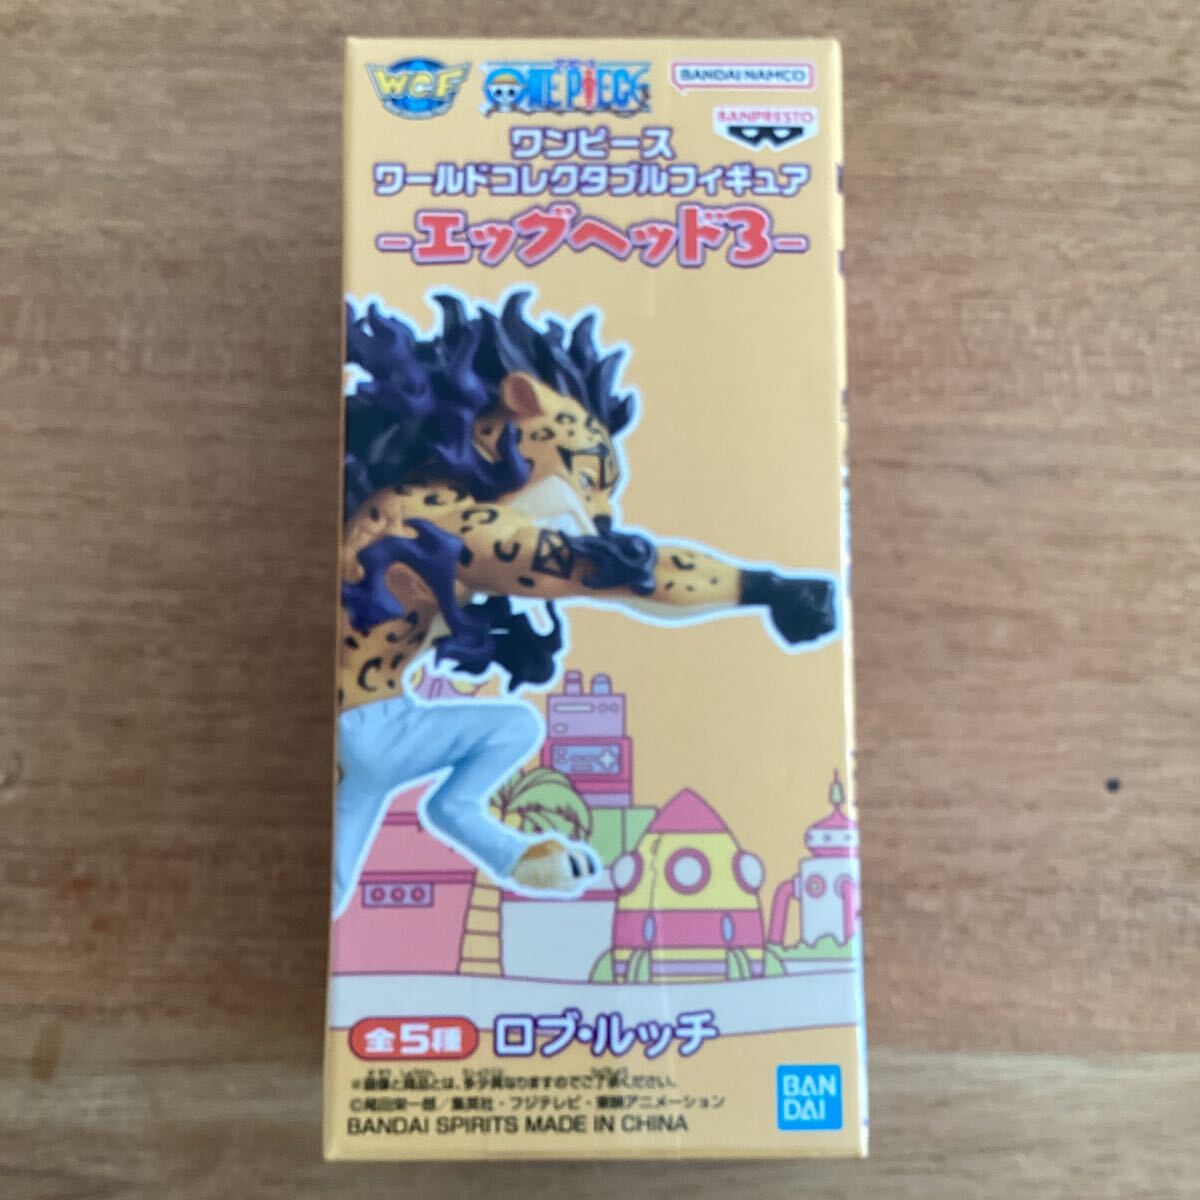 WCF
ONE PIECE
BANDAI NAMCO
BANPRESTO
ワンピース
ワールドコレクタブルフィギュア
-エッグヘッド3-
全5種
ロブ・ルッチ
※画像と商品とは、多少異なりますのでご了承ください。
©尾田栄一郎／集英社・フジテレビ・東映アニメーション
BANDAI SPIRITS MADE IN CHINA
BAN
DAI